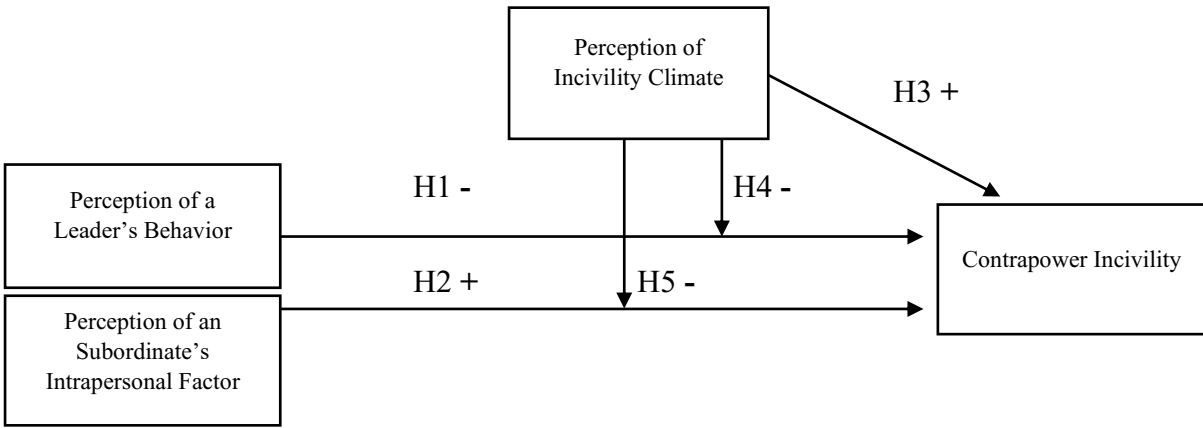 Perception of
Incivility Climate
H3 +
Perception of a
Leader’s Behavior
H1 -
H4 -
Contrapower Incivility
H2 +
H5 -
Perception of an
Subordinate’s
Intrapersonal Factor